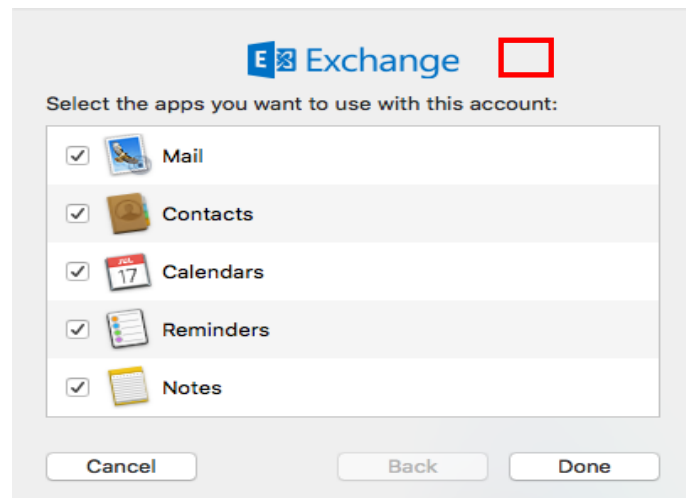 E Exchange
Select the apps you want to use with this account:
Mail
Contacts
JUL
17
Calendars
Reminders
Notes
Cancel
Back
Done